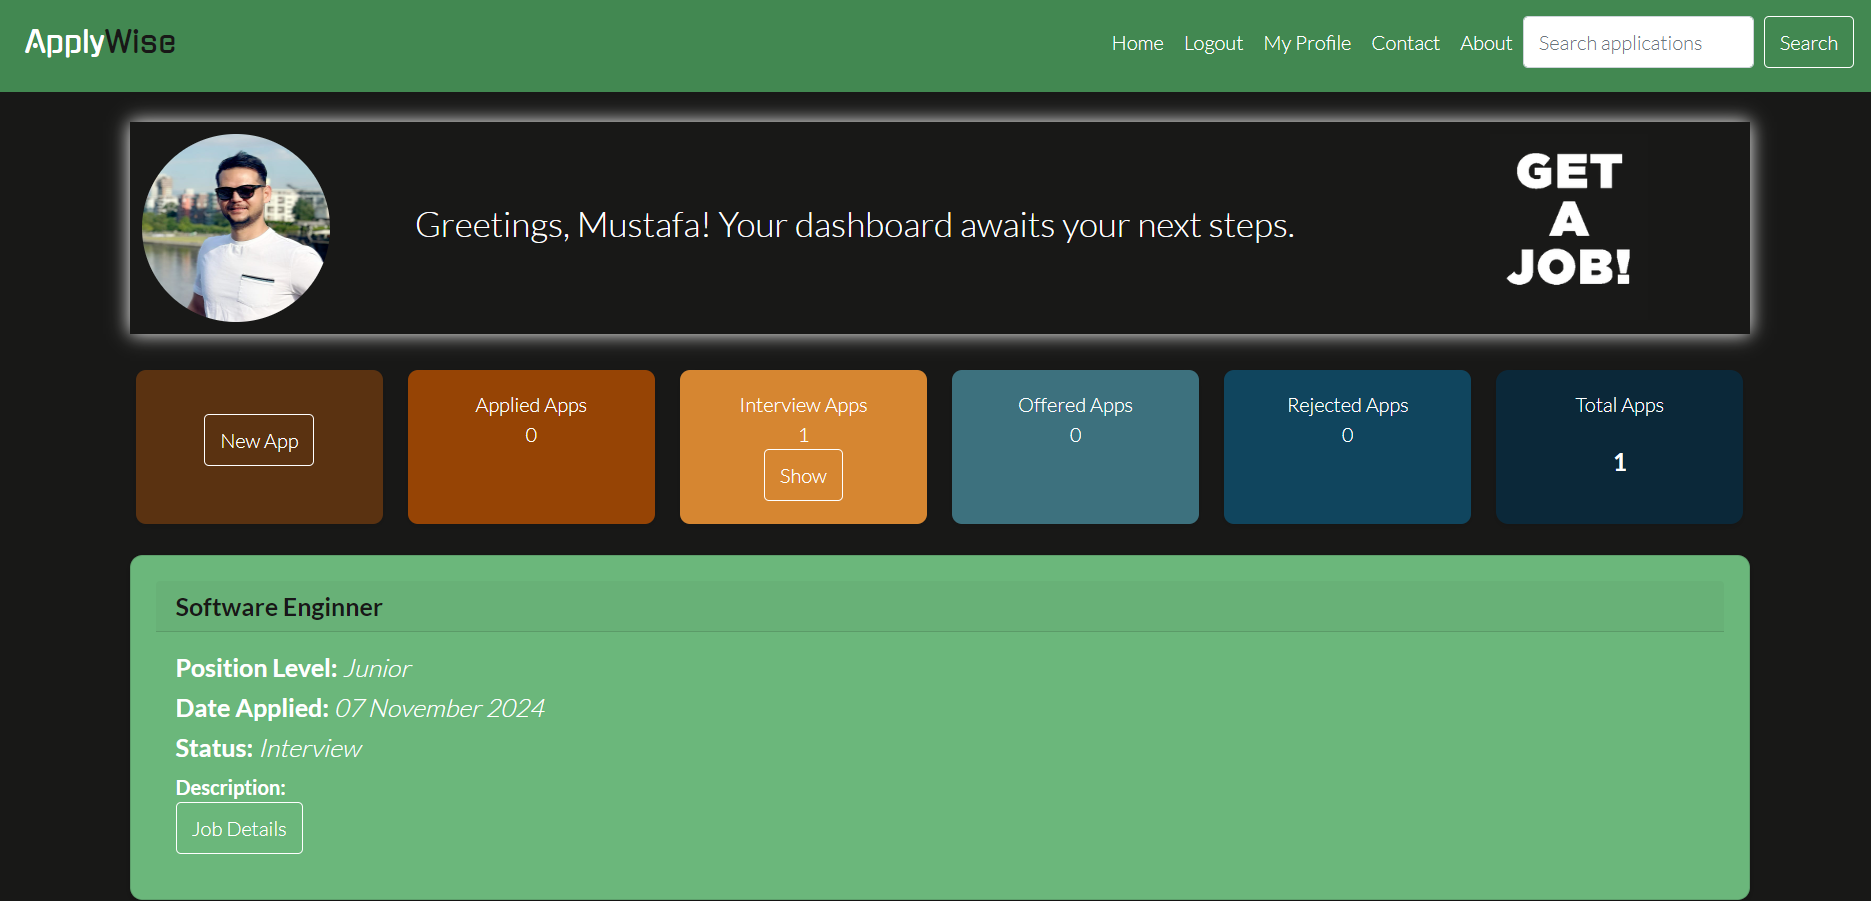 ApplyWise
Home Logout My Profile Contact About Search applications Search
Greetings, Mustafa! Your dashboard awaits your next steps.
GET
A
JOB!
New App
Applied Apps
0
Interview Apps
1
Show
Offered Apps
0
Rejected Apps
0
Total Apps
1
Software Enginner
Position Level: Junior
Date Applied: 07 November 2024
Status: Interview
Description:
Job Details